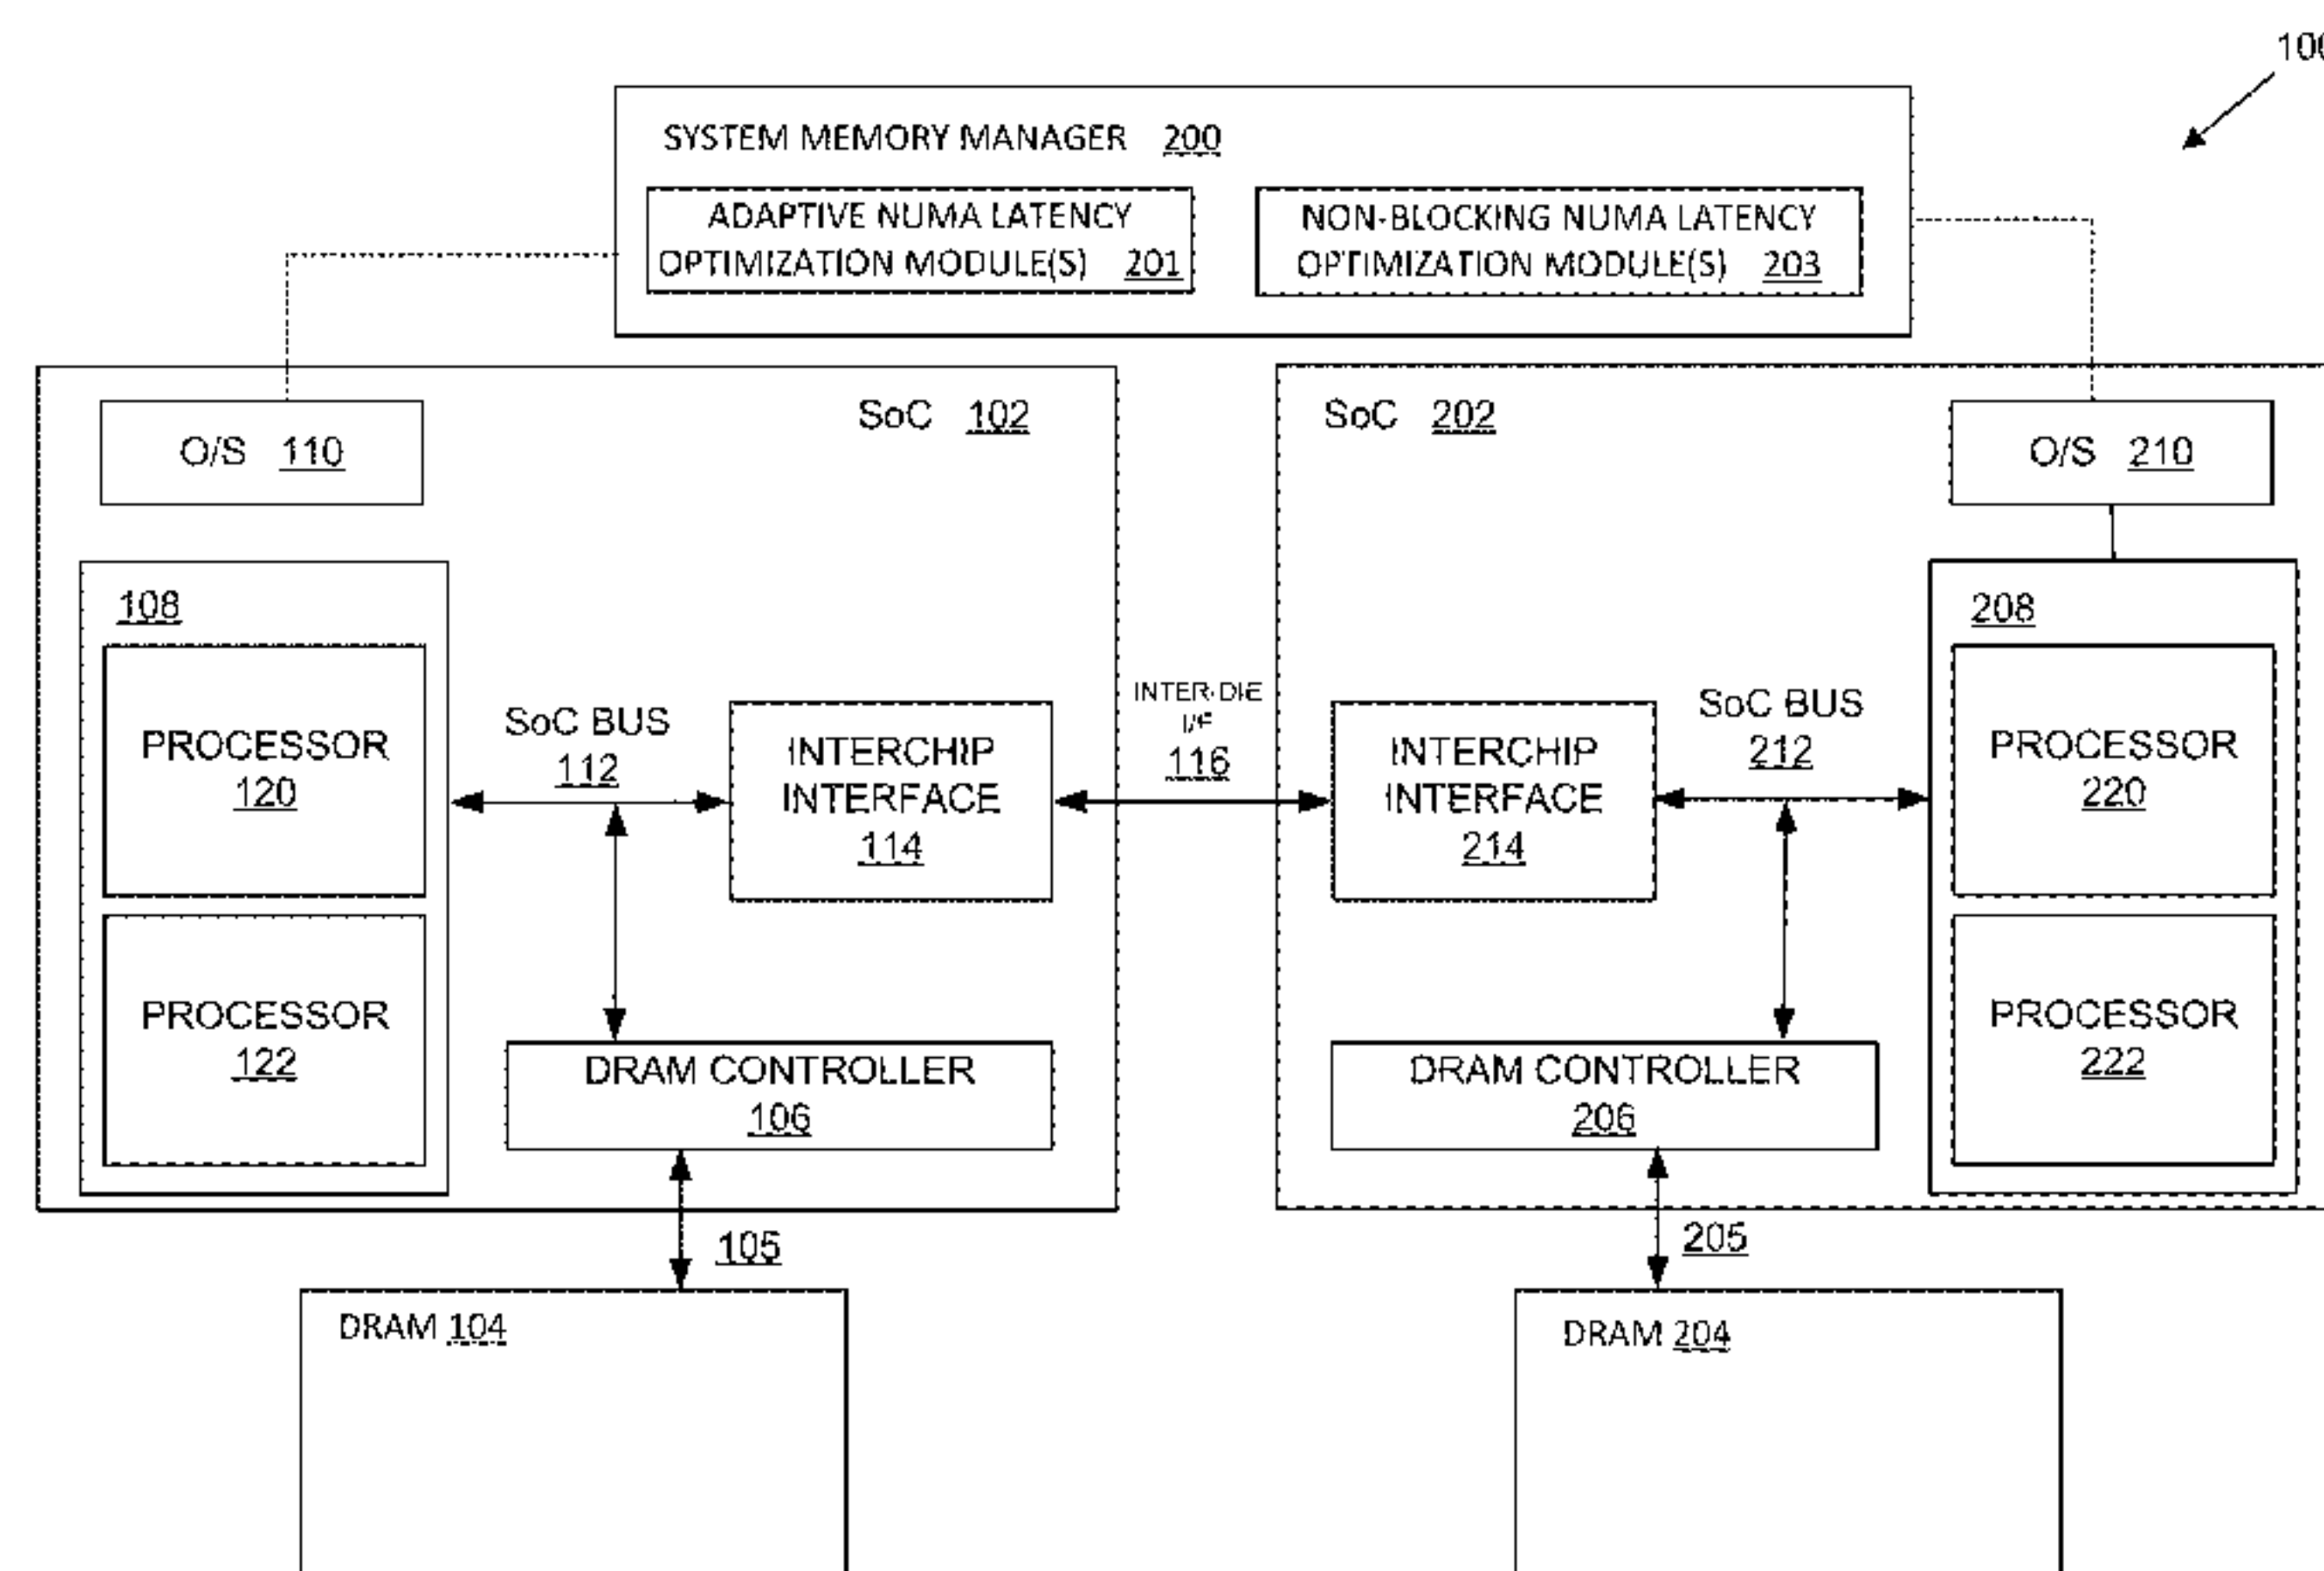 100
SYSTEM MEMORY MANAGER 200
ADAPTIVE NUMA LATENCY
OPTIMIZATION MODULE(S) 201
NON-BLOCKING NUMA LATENCY
OPTIMIZATION MODULE(S) 203
SoC 102
O/S 110
108
PROCESSOR
120
PROCESSOR
122
SoC BUS
112
INTERCHIP
INTERFACE
114
DRAM CONTROLLER
106
INTER-DIE
I/F
116
SoC 202
O/S 210
INTERCHIP
INTERFACE
214
SoC BUS
212
208
PROCESSOR
220
PROCESSOR
222
DRAM CONTROLLER
206
105
205
DRAM 104
DRAM 204